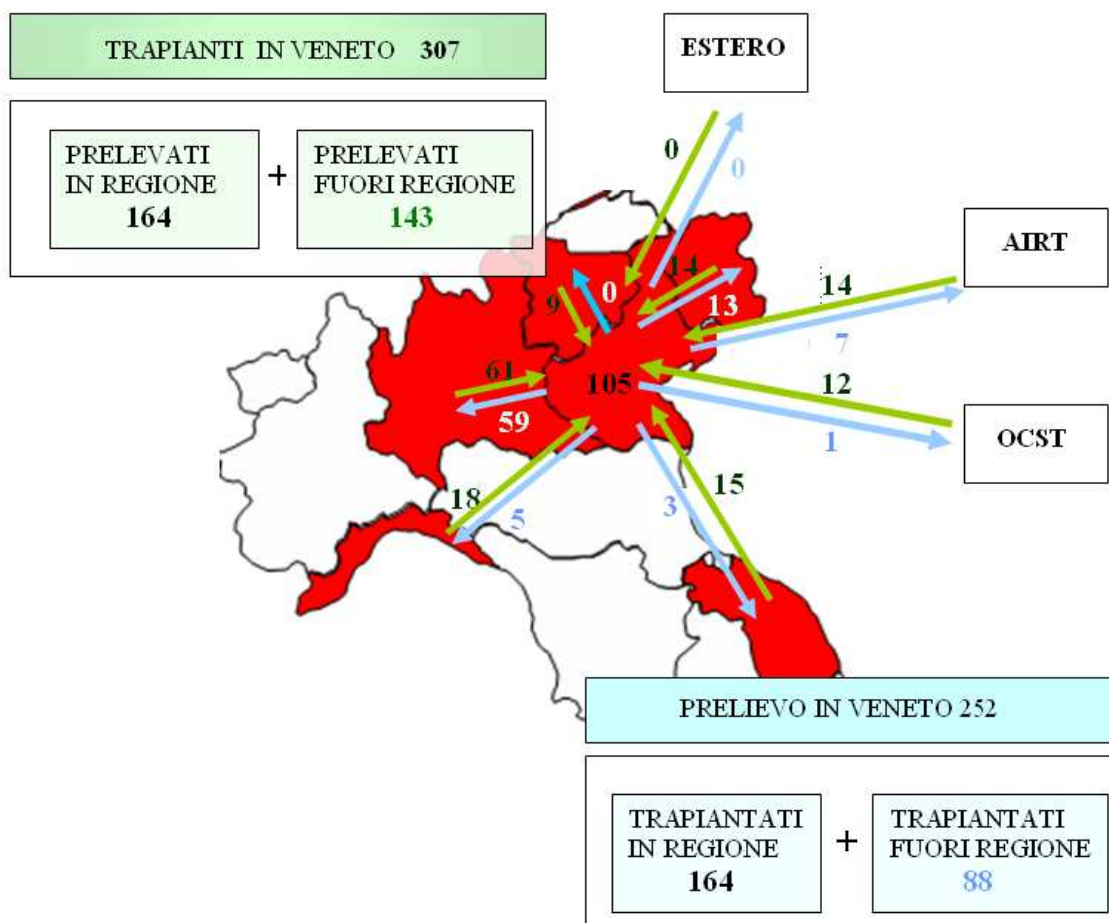 TRAPIANTI IN VENETO 307
ESTERO
PRELEVATI
IN REGIONE
164
+
PRELEVATI
FUORI REGIONE
143
0
0
AIRT
14
9
0
13
14
7
61
105
12
59
1
OCST
18
5
3
15
PRELIEVO IN VENETO 252
TRAPIANTATI
IN REGIONE
164
+
TRAPIANTATI
FUORI REGIONE
88